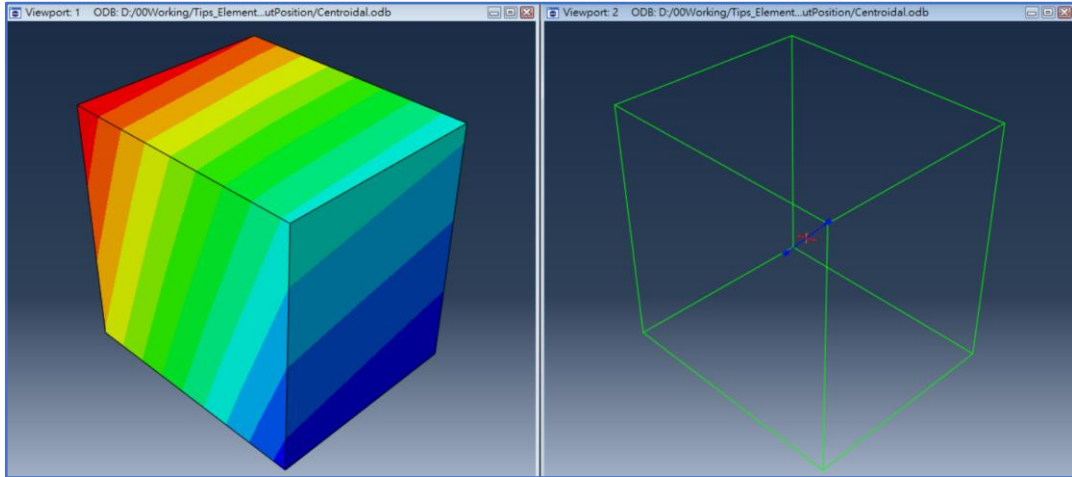 Viewport: 1 ODB: D:/00Working/Tips_Element...utPosition/Centroidal.odb
Viewport: 2 ODB: D:/00Working/Tips_Element...utPosition/Centroidal.odb